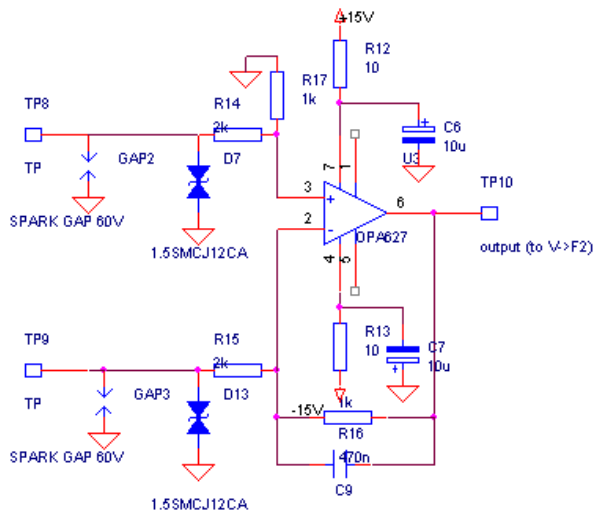 +15V
R12
10
R17
1k
TP8
R14
2k
C6
10u
U3
TP
GAP2
D7
7
1
3
+
6
TP10
SPARK GAP 60V
2
-
OPA627
output (to V->F2)
1.5SMCJ12CA
4
5
TP9
R15
2k
R13
10
C7
10u
+
TP
GAP3
D13
-15V
1k
R16
SPARK GAP 60V
470n
C9
1.5SMCJ12CA